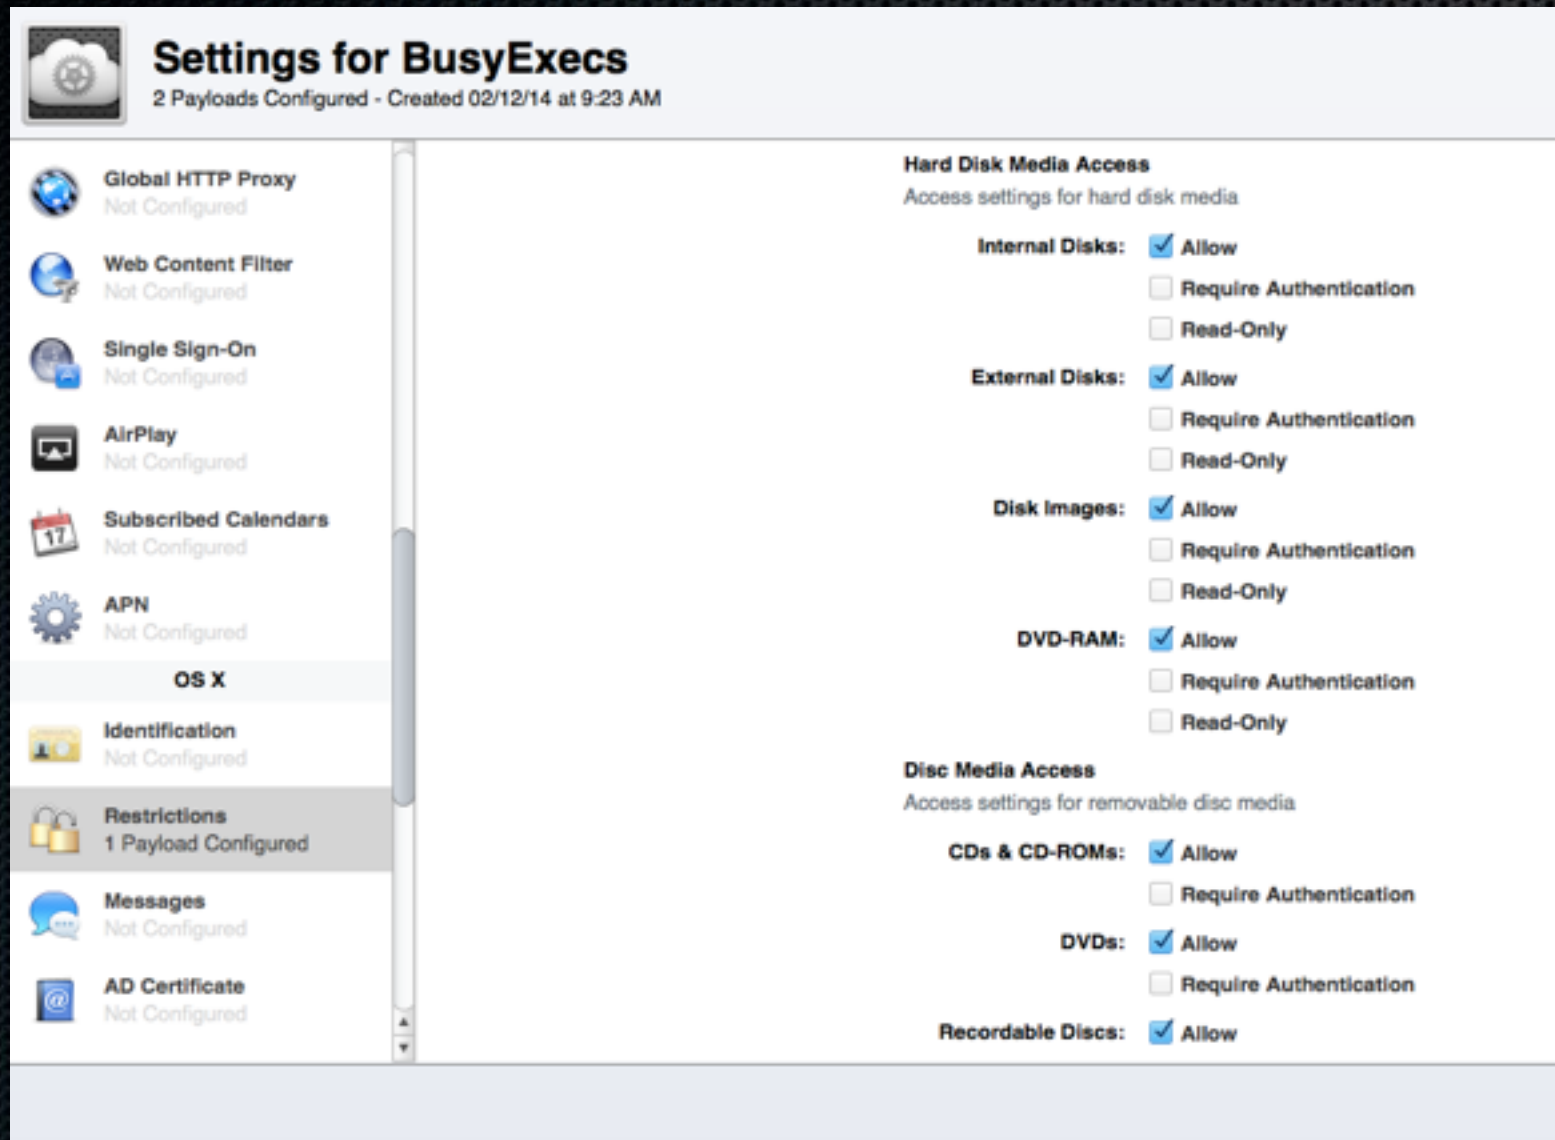 Settings for BusyExecs
2 Payloads Configured - Created 02/12/14 at 9:23 AM
Global HTTP Proxy
Not Configured
Web Content Filter
Not Configured
Single Sign-On
Not Configured
AirPlay
Not Configured
17
Subscribed Calendars
Not Configured
APN
Not Configured
OS X
Identification
Not Configured
Restrictions
1 Payload Configured
Messages
Not Configured
@
AD Certificate
Not Configured
Hard Disk Media Access
Access settings for hard disk media
Internal Disks: Allow
Require Authentication
Read-Only
External Disks: Allow
Require Authentication
Read-Only
Disk Images: Allow
Require Authentication
Read-Only
DVD-RAM: Allow
Require Authentication
Read-Only
Disc Media Access
Access settings for removable disc media
CDs & CD-ROMs: Allow
Require Authentication
DVDs: Allow
Require Authentication
Recordable Discs: Allow